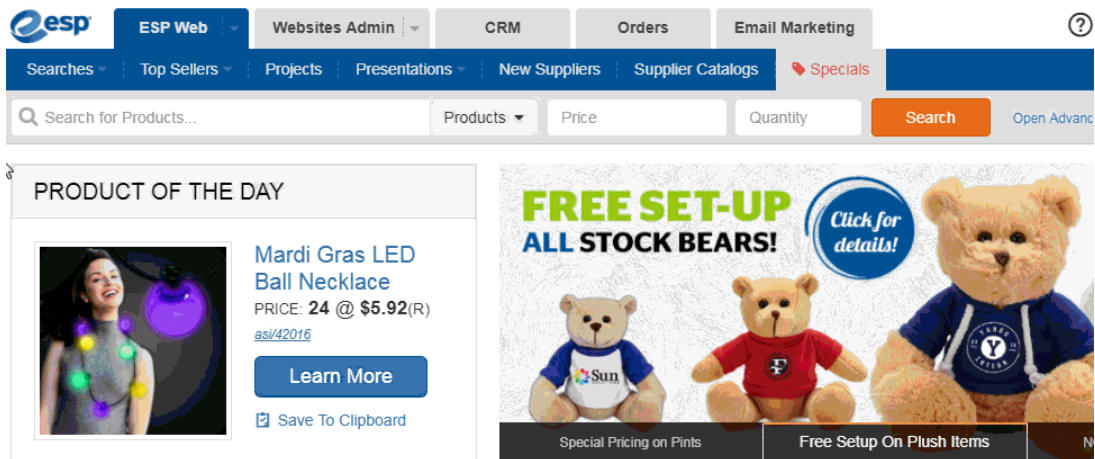 esp
ESP Web
Websites Admin
CRM
Orders
Email Marketing
?
Searches
Top Sellers
Projects
Presentations
New Suppliers
Supplier Catalogs
Specials
Search for Products...
Products
Price
Quantity
Search
Open Advanc
PRODUCT OF THE DAY
Mardi Gras LED
Ball Necklace
PRICE: 24 @ $5.92(R)
asi/42016
Learn More
Save To Clipboard
FREE SET-UP
ALL STOCK BEARS!
Click for
details!
Sun
F
Y
Special Pricing on Pints
Free Setup On Plush Items